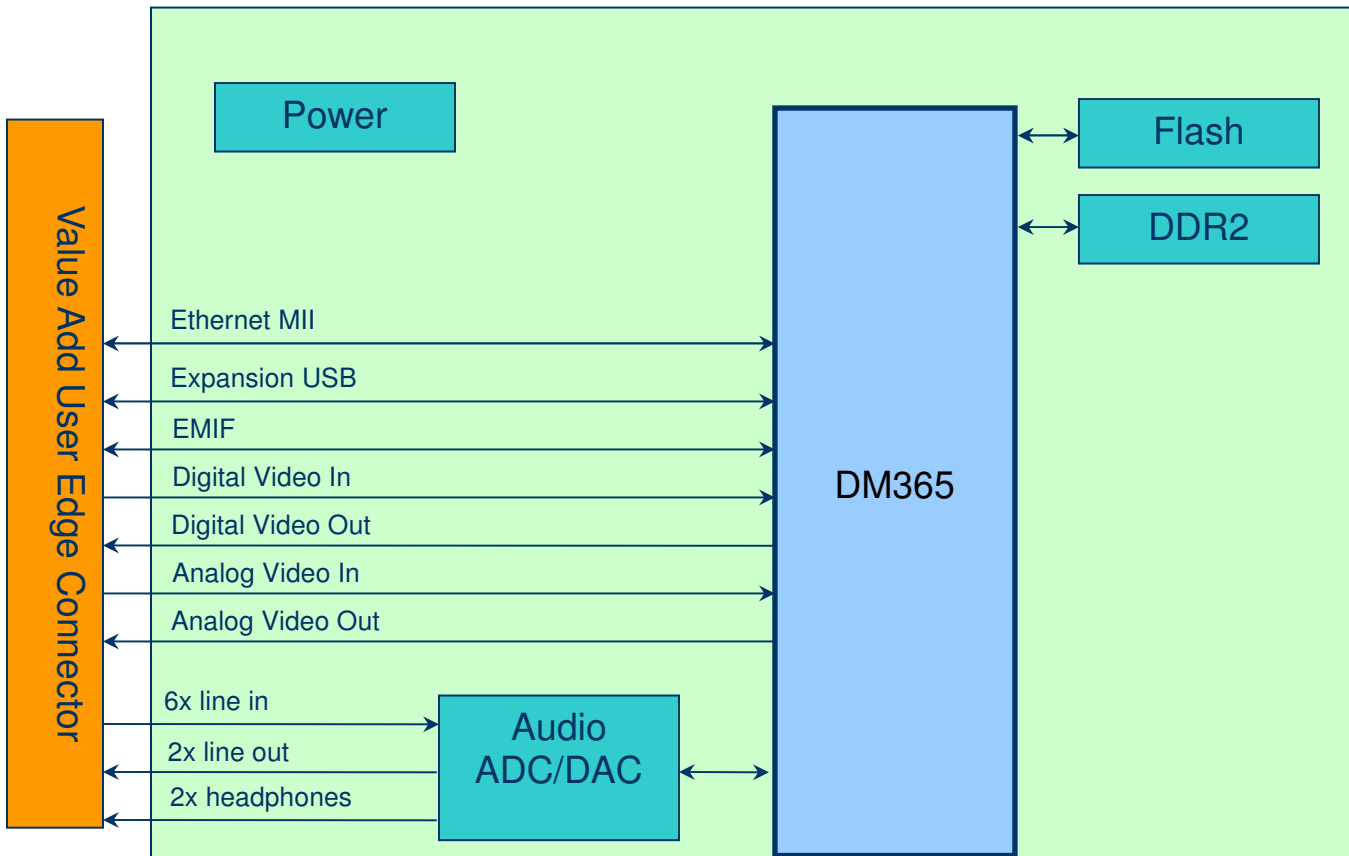 Power
Flash
DDR2
Value Add User Edge Connector
Ethernet MII
Expansion USB
EMIF
Digital Video In
Digital Video Out
Analog Video In
Analog Video Out
DM365
6x line in
2x line out
2x headphones
Audio
ADC/DAC